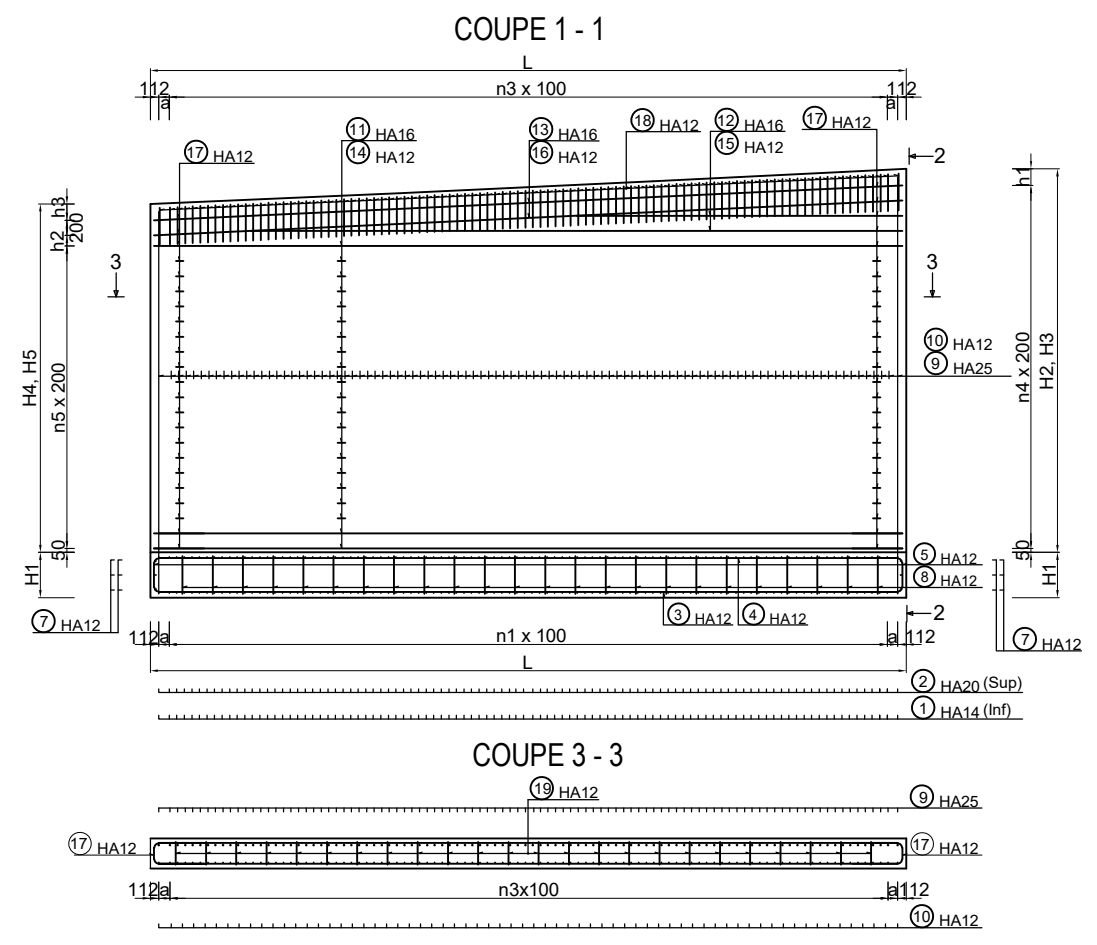 COUPE 1 - 1
L
112 a n3 x 100 a 112
17 HA12
11 HA16
14 HA12
13 HA16
16 HA12
18 HA12
12 HA16
15 HA12
17 HA12
2
h3
200
h2
h1
3
3
H4, H5
n5 x 200
10 HA12
9 HA25
n4 x 200
H2, H3
50
H1
50
H1
5 HA12
8 HA12
7 HA12
3 HA12
4 HA12
2
7 HA12
112 a n1 x 100 a 112
L
2 HA20 (Sup)
1 HA14 (Inf)
COUPE 3 - 3
19 HA12
9 HA25
17 HA12
17 HA12
112 a n3x100 a 112
10 HA12